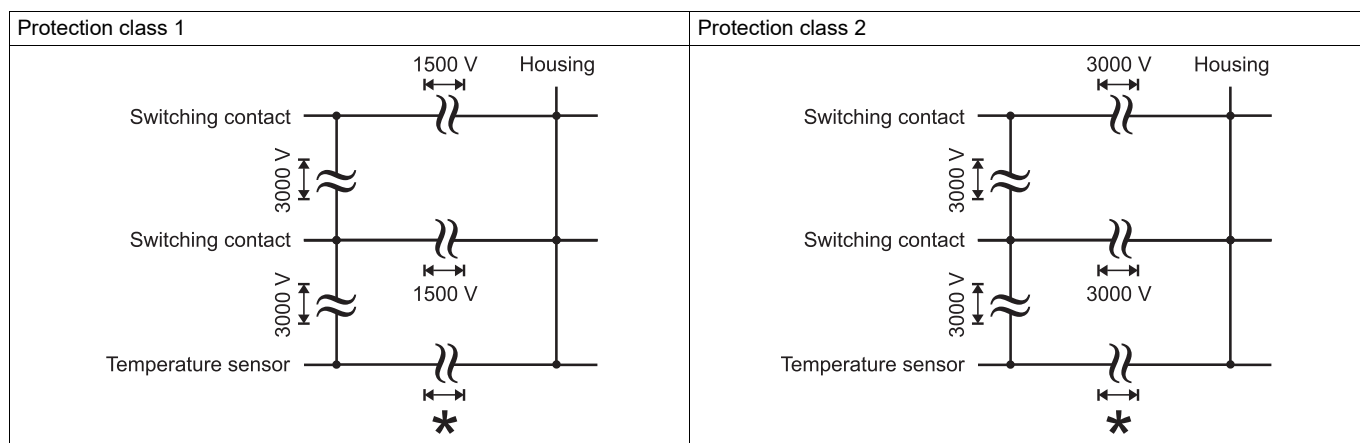 Protection class 1
1500 V
Housing
Switching contact
3000 V
Switching contact
1500 V
3000 V
Temperature sensor
*
Protection class 2
3000 V
Housing
Switching contact
3000 V
Switching contact
3000 V
3000 V
Temperature sensor
*